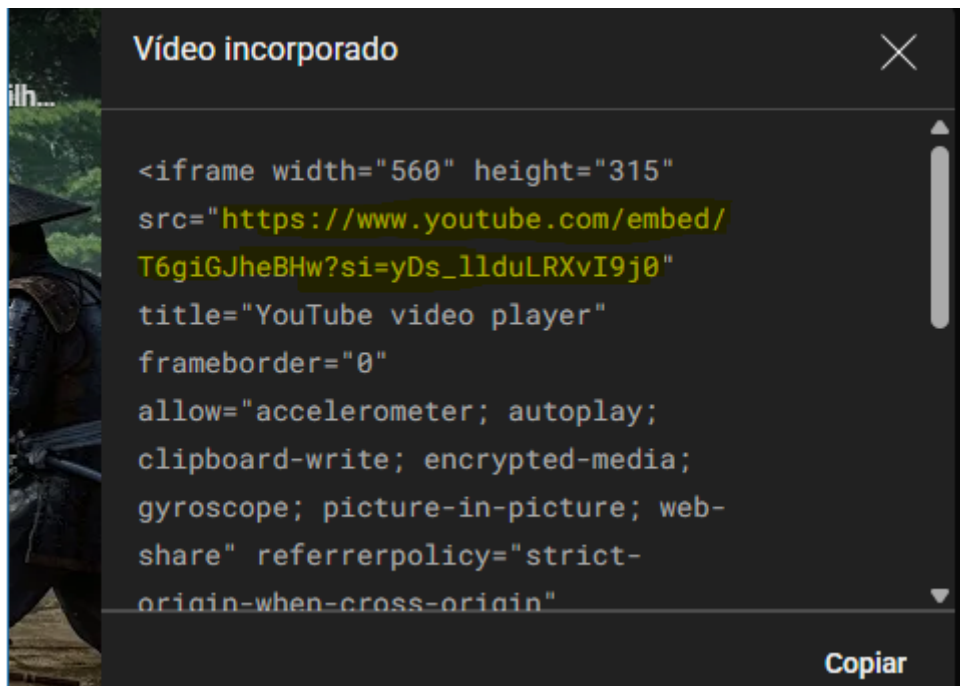 Vídeo incorporado
ilh...
<iframe width="560" height="315"
src="https://www.youtube.com/embed/
T6giGJheBHw?si=yDs_llduLRXvI9j0"
title="YouTube video player"
frameborder="0"
allow="accelerometer; autoplay;
clipboard-write; encrypted-media;
gyroscope; picture-in-picture; web-
share" referrerpolicy="strict-
origin-when-cross-origin"
Copiar